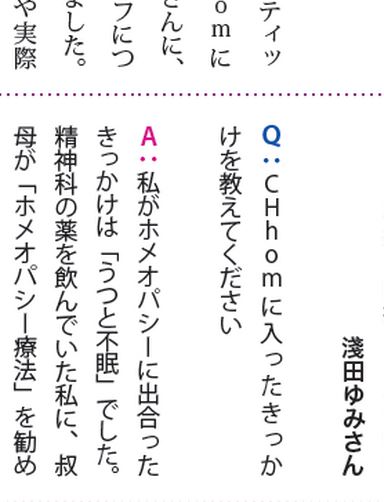 ティッ
omに
さんに、
フにつ
ました。
や実際
淺田ゆみさん
Q：CHhomに入ったきっか
けを教えてください
A：私がホメオパシーに出合った
きっかけは「うつと不眠」でした。
精神科の薬を飲んでいた私に、叔
母が「ホメオパシー療法」を勧め